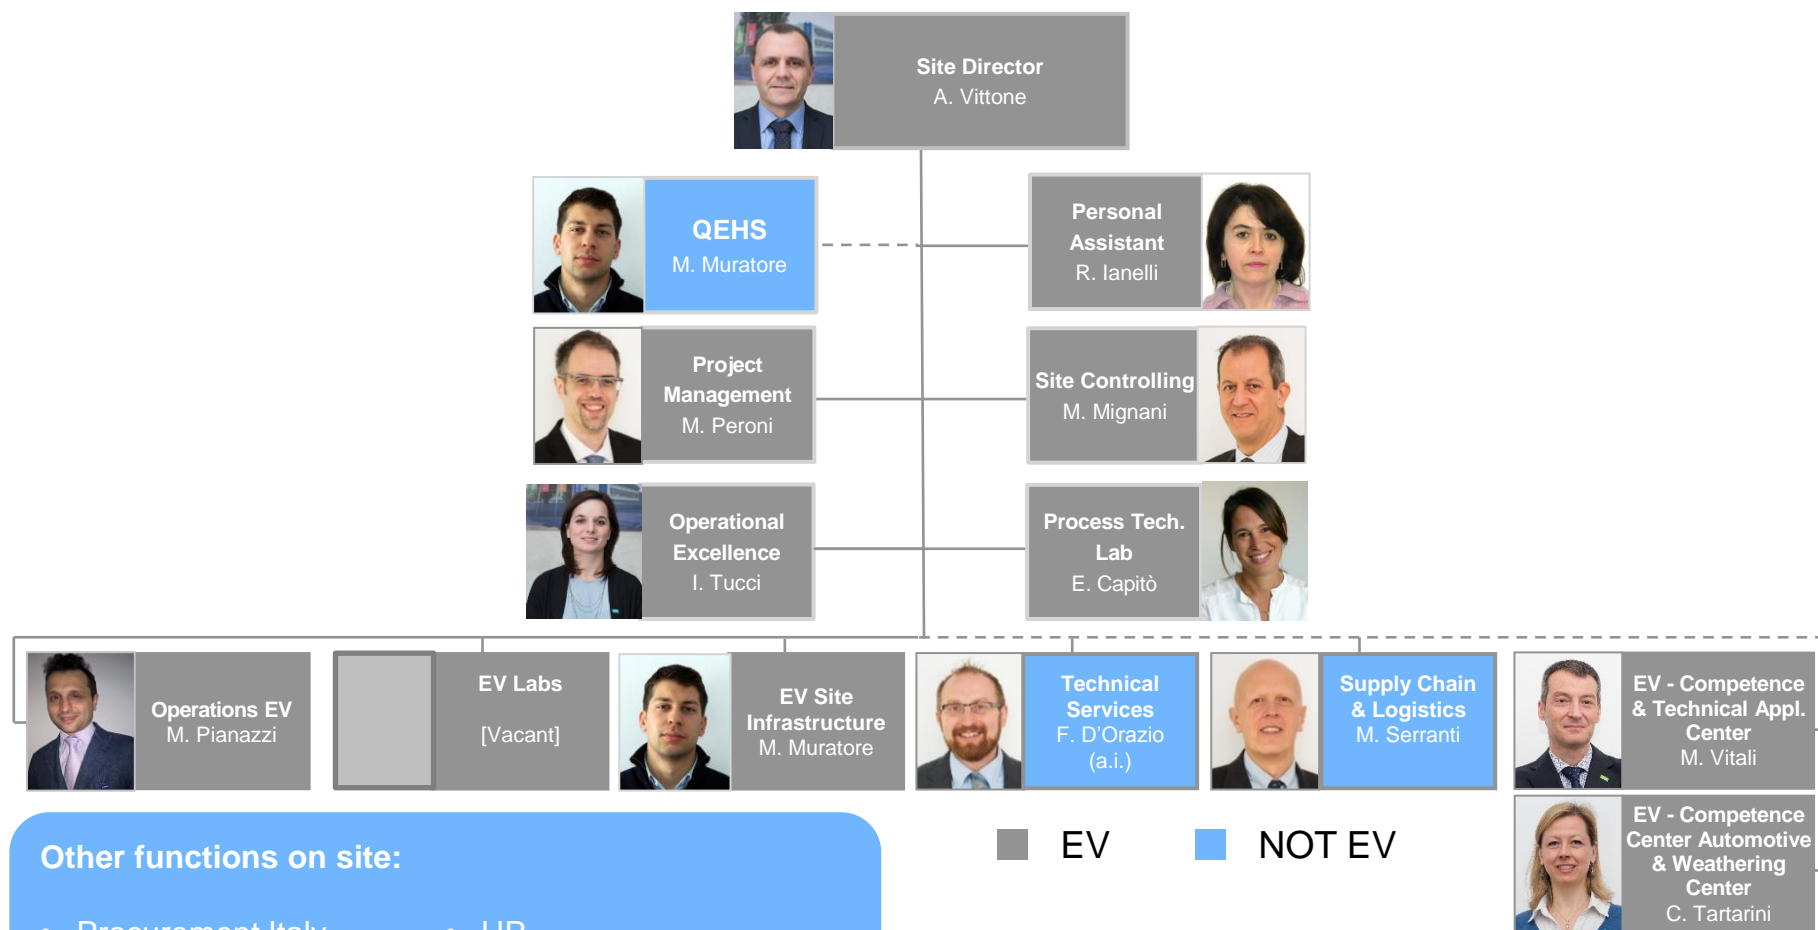 Site Director
A. Vittone
QEHS
M. Muratore
Personal
Assistant
R. Ianelli
Project
Management
M. Peroni
Site Controlling
M. Mignani
Operational
Excellence
I. Tucci
Process Tech.
Lab
E. Capitò
Operations EV
M. Pianazzi
EV Labs
[Vacant]
EV Site
Infrastructure
M. Muratore
Technical
Services
F. D'Orazio
(a.i.)
Supply Chain
& Logistics
M. Serranti
EV - Competence
& Technical Appl.
Center
M. Vitali
EV - Competence
Center Automotive
& Weathering
Center
C. Tartarini
EV
NOT EV
Other functions on site:
• Procurement Italy
• HR